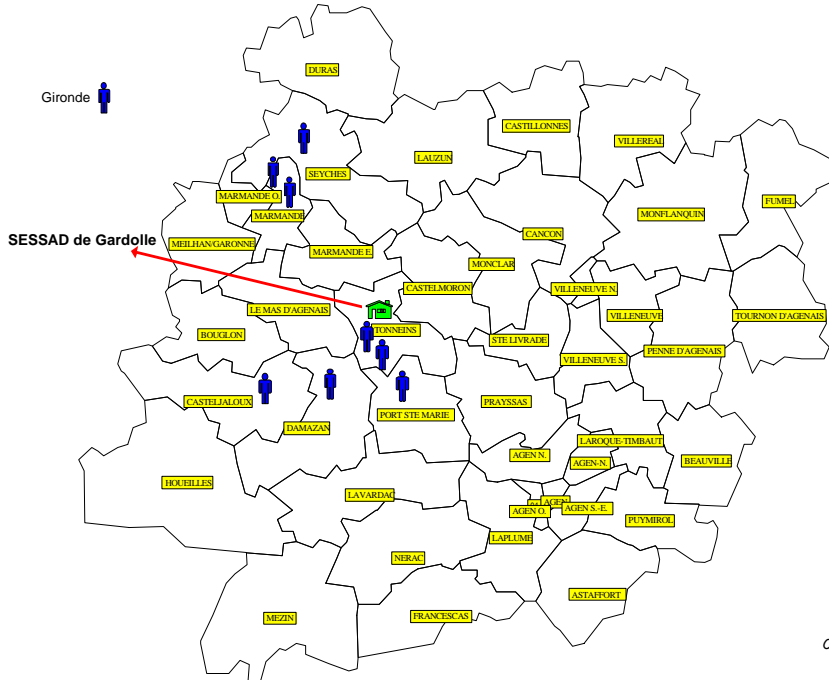 DURAS
Gironde
CASTILLONNES
VILLEREAL
LAUZUN
SEYCHES
MARMANDE O.
FUMEL
MARMANDE
MONFLANQUIN
CANCON
SESSAD de Gardolle
MEILHAN/GARONNE
MARMANDE E.
MONCLAR
CASTELMORON
VILLENEUVE N.
LE MAS D'AGENAIS
VILLENEUVE
TOURNON D'AGENAIS
TONNEINS
BOUGLON
STE LIVRADE
PENNE D'AGENAIS
VILLENEUVE S.
CASTELJALOUX
PRAYSSAS
PORT STE MARIE
DAMAZAN
LAROQUE-TIMBAUT
AGEN N.
AGEN-N.
BEAUVILLE
HOUEILLES
LAVARDAC
AGEN
AGEN O.
AGEN S.-E.
PUYMIROL
LAPLUME
NERAC
ASTAFFORT
MEZIN
FRANCESCAS